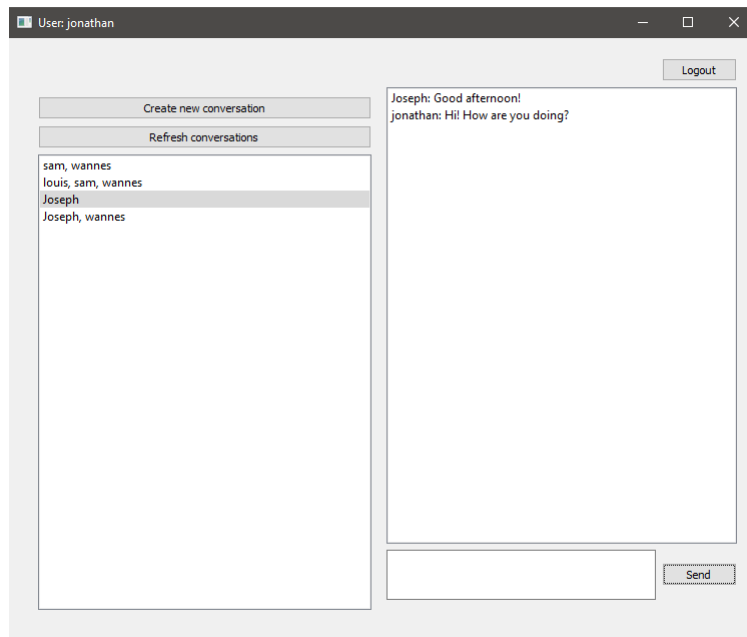 User: jonathan
Logout
Create new conversation
Refresh conversations
sam, wannes
louis, sam, wannes
Joseph
Joseph, wannes
Joseph: Good afternoon!
jonathan: Hi! How are you doing?
Send